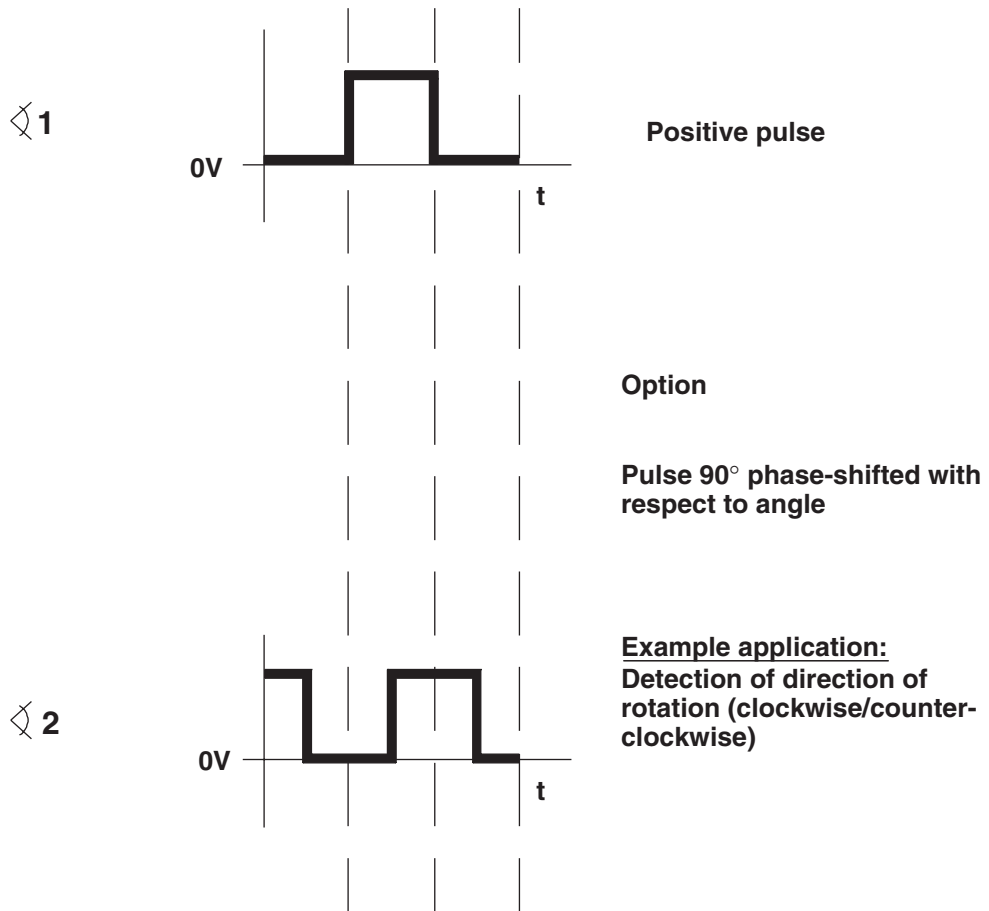 ∢ 1
Positive pulse
0V
t
Option
Pulse 90° phase-shifted with
respect to angle
Example application:
Detection of direction of
rotation (clockwise/counter-
clockwise)
∢ 2
0V
t